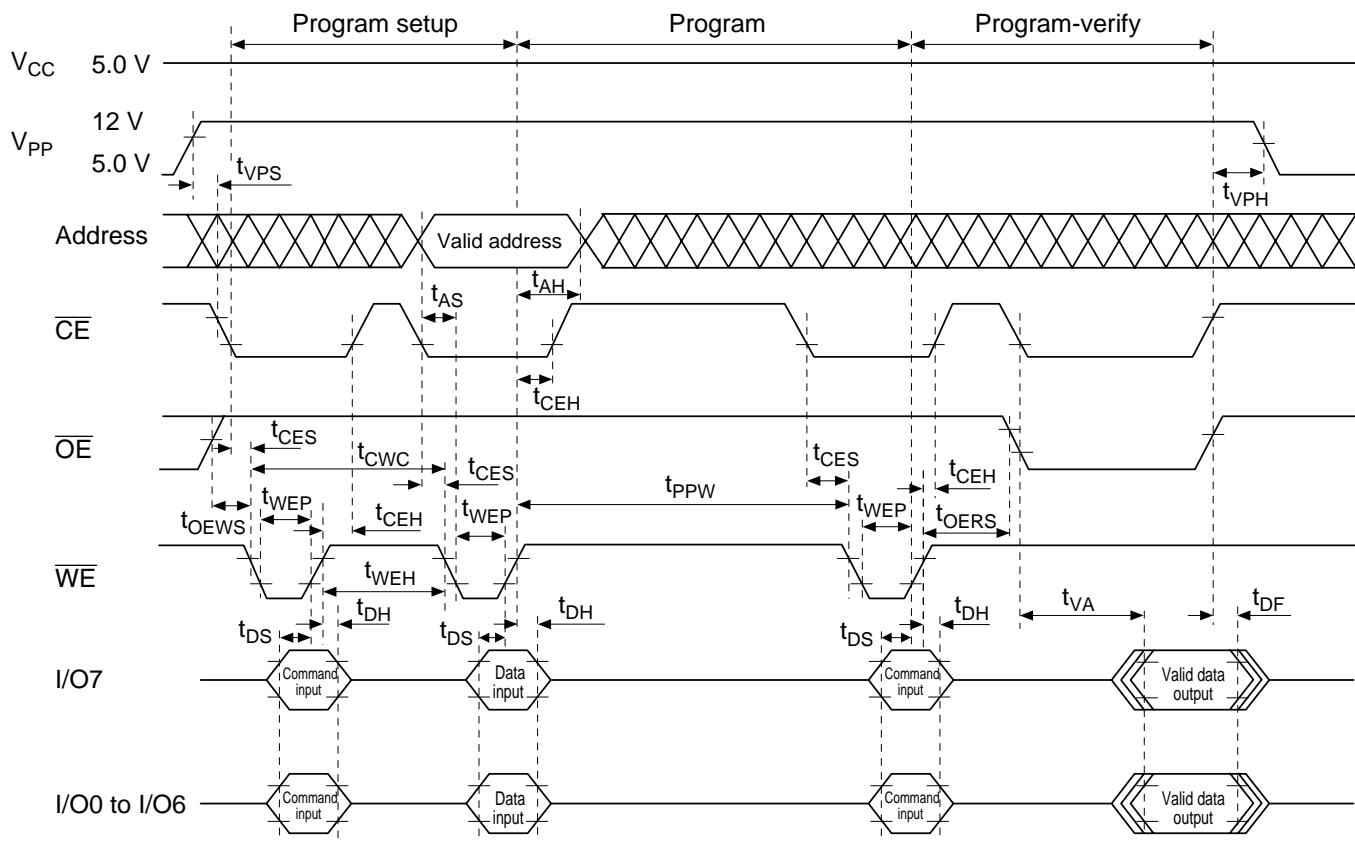 Program setup Program Program-verify
VCC 5.0 V
12 V
VPP
5.0 V
tVPS
tVPH
Address Valid address
tAH
tAS
CE
tCEH
OE
tCES
tCWC tCES tCES
tPPW tCEH
tWEP tWEP tWEP
tOEWS tCEH tOERS
WE
tWEH
tVA tDF
tDH tDH tDH
tDS tDS tDS
I/O7 Command input Data input Command input Valid data output
I/O0 to I/O6 Command input Data input Command input Valid data output